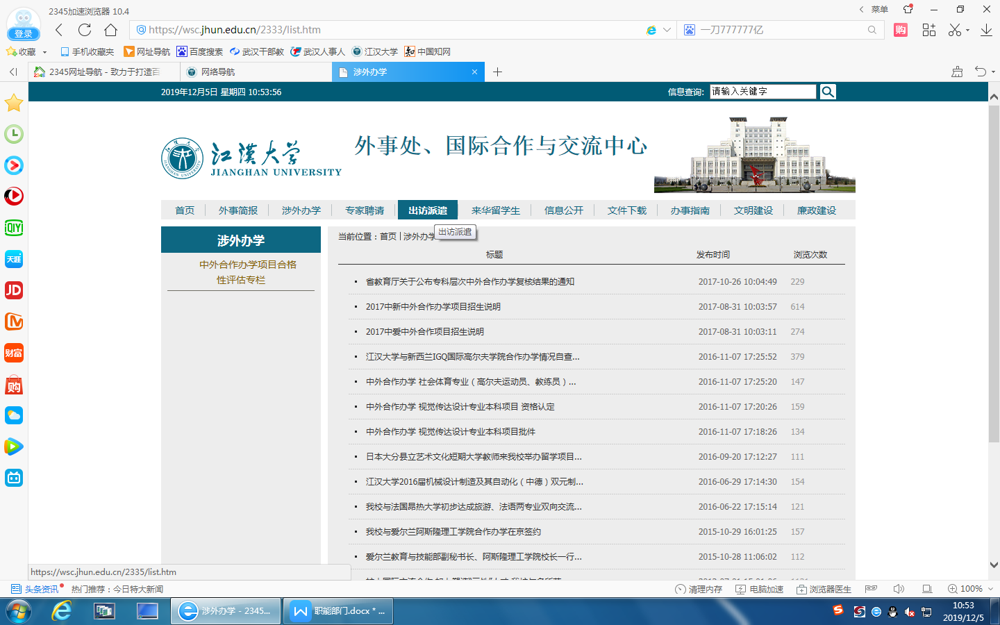 2345加速浏览器 10.4
菜单
登录
https://wsc.jhun.edu.cn/2333/list.htm
一刀777777亿
购
收藏
手机收藏夹
网址导航
百度搜索
武汉干部教
武汉人事人
江汉大学
中国知网
2345网址导航 - 致力于打造百
网络导航
涉外办学
2019年12月5日 星期四 10:53:56
信息查询:
请输入关键字
江漢大学
JIANGHAN UNIVERSITY
外事处、国际合作与交流中心
首页
外事简报
涉外办学
专家聘请
出访派遣
来华留学生
信息公开
文件下载
办事指南
文明建设
廉政建设
涉外办学
中外合作办学项目合格
性评估专栏
当前位置：首页 | 涉外办学
出访派遣
标题
发布时间
浏览次数
省教育厅关于公布专科层次中外合作办学复核结果的通知 2017-10-26 10:04:49 229
2017中新中外合作办学项目招生说明 2017-08-31 10:03:57 614
2017中爱中外合作项目招生说明 2017-08-31 10:03:11 274
江汉大学与新西兰IGQ国际高尔夫学院合作办学情况自查... 2016-11-07 17:25:52 379
中外合作办学 社会体育专业（高尔夫运动员、教练员）... 2016-11-07 17:25:20 147
中外合作办学 视觉传达设计专业本科项目 资格认定 2016-11-07 17:20:26 159
中外合作办学 视觉传达设计专业本科项目批件 2016-11-07 17:18:26 134
日本大分县立艺术文化短期大学教师来我校举办留学项目... 2016-09-20 17:12:27 111
江汉大学2016届机械设计制造及其自动化（中德）双元制... 2016-06-29 17:14:30 154
我校与法国昂热大学初步达成旅游、法语两专业双向交流... 2016-06-22 17:15:14 121
我校与爱尔兰阿斯隆理工学院合作办学在京签约 2015-10-29 16:01:25 157
爱尔兰教育与技能部副秘书长、阿斯隆理工学院校长一行... 2015-10-28 11:06:02 112
iQIY
天涯
JD
财富
购
https://wsc.jhun.edu.cn/2335/list.htm
头条资讯
热门推荐：今日特大新闻
清理内存
电脑加速
浏览器医生
100%
涉外办学 - 2345...
职能部门.docx * ...
10:53
2019/12/5